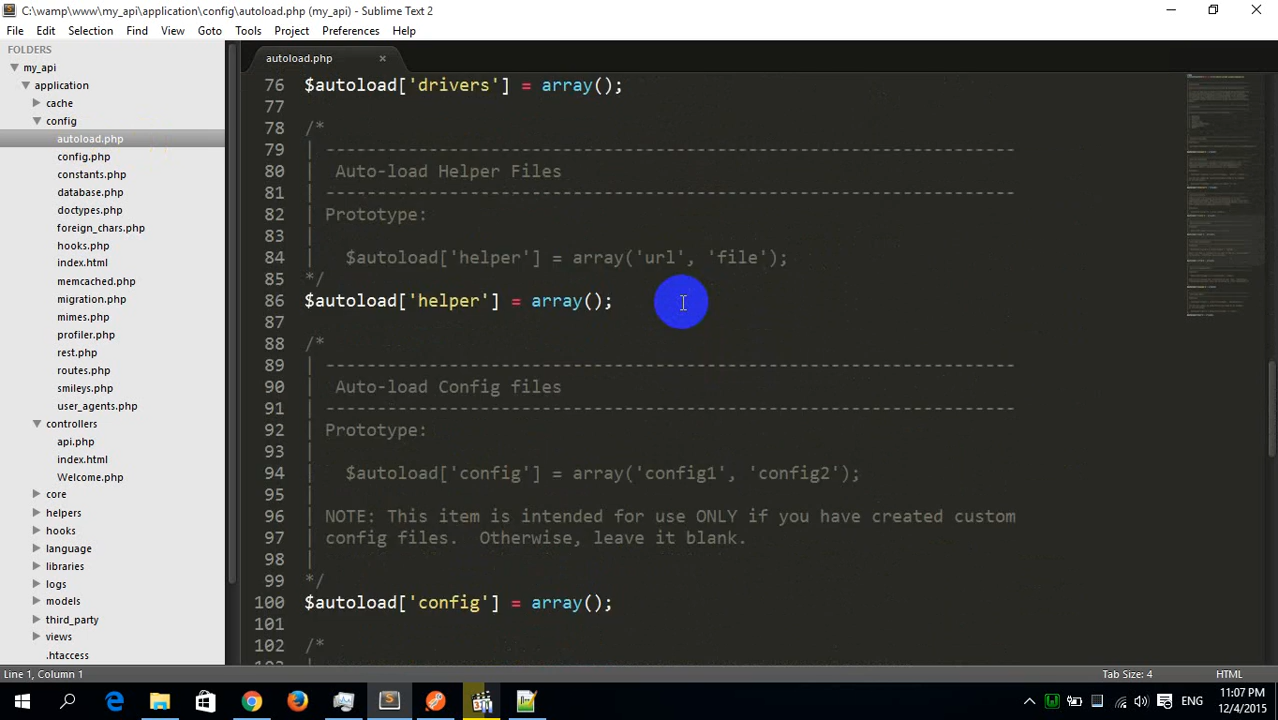 C:\wamp\www\my_api\application\config\autoload.php (my_api) - Sublime Text 2
File Edit Selection Find View Goto Tools Project Preferences Help
FOLDERS
my_api
application
cache
config
autoload.php
config.php
constants.php
database.php
doctypes.php
foreign_chars.php
hooks.php
index.html
memcached.php
migration.php
mimes.php
profiler.php
rest.php
routes.php
smileys.php
user_agents.php
controllers
api.php
index.html
Welcome.php
core
helpers
hooks
language
libraries
logs
models
third_party
views
.htaccess
autoload.php
76 $autoload['drivers'] = array();
77
78 /*
79 | -------------------------------------------------------------------
80 | Auto-load Helper Files
81 | -------------------------------------------------------------------
82 | Prototype:
83 |
84 | $autoload['helper'] = array('url', 'file');
85 */
86 $autoload['helper'] = array();
87
88 /*
89 | -------------------------------------------------------------------
90 | Auto-load Config files
91 | -------------------------------------------------------------------
92 | Prototype:
93 |
94 | $autoload['config'] = array('config1', 'config2');
95 |
96 | NOTE: This item is intended for use ONLY if you have created custom
97 | config files. Otherwise, leave it blank.
98 |
99 */
100 $autoload['config'] = array();
101
102 /*
Line 1, Column 1 Tab Size: 4 HTML
ENG
11:07 PM
12/4/2015